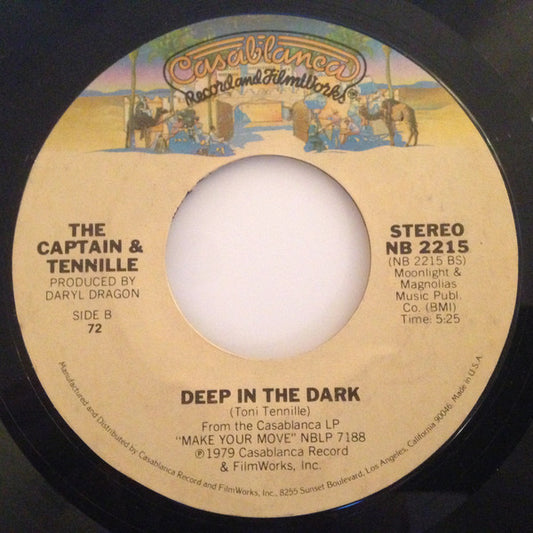 Casablanca
Record and FilmWorks®
THE
CAPTAIN &
TENNILLE
PRODUCED BY
DARYL DRAGON
SIDE B
72
STEREO
NB 2215
(NB 2215 BS)
Moonlight &
Magnolias
Music Publ.
Co. (BMI)
Time: 5:25
DEEP IN THE DARK
(Toni Tennille)
From the Casablanca LP
"MAKE YOUR MOVE" NBLP 7188
℗1979 Casablanca Record
& FilmWorks, Inc.
Manufactured and Distributed by Casablanca Record and FilmWorks, Inc., 8255 Sunset Boulevard, Los Angeles, California 90046. Made in U.S.A.